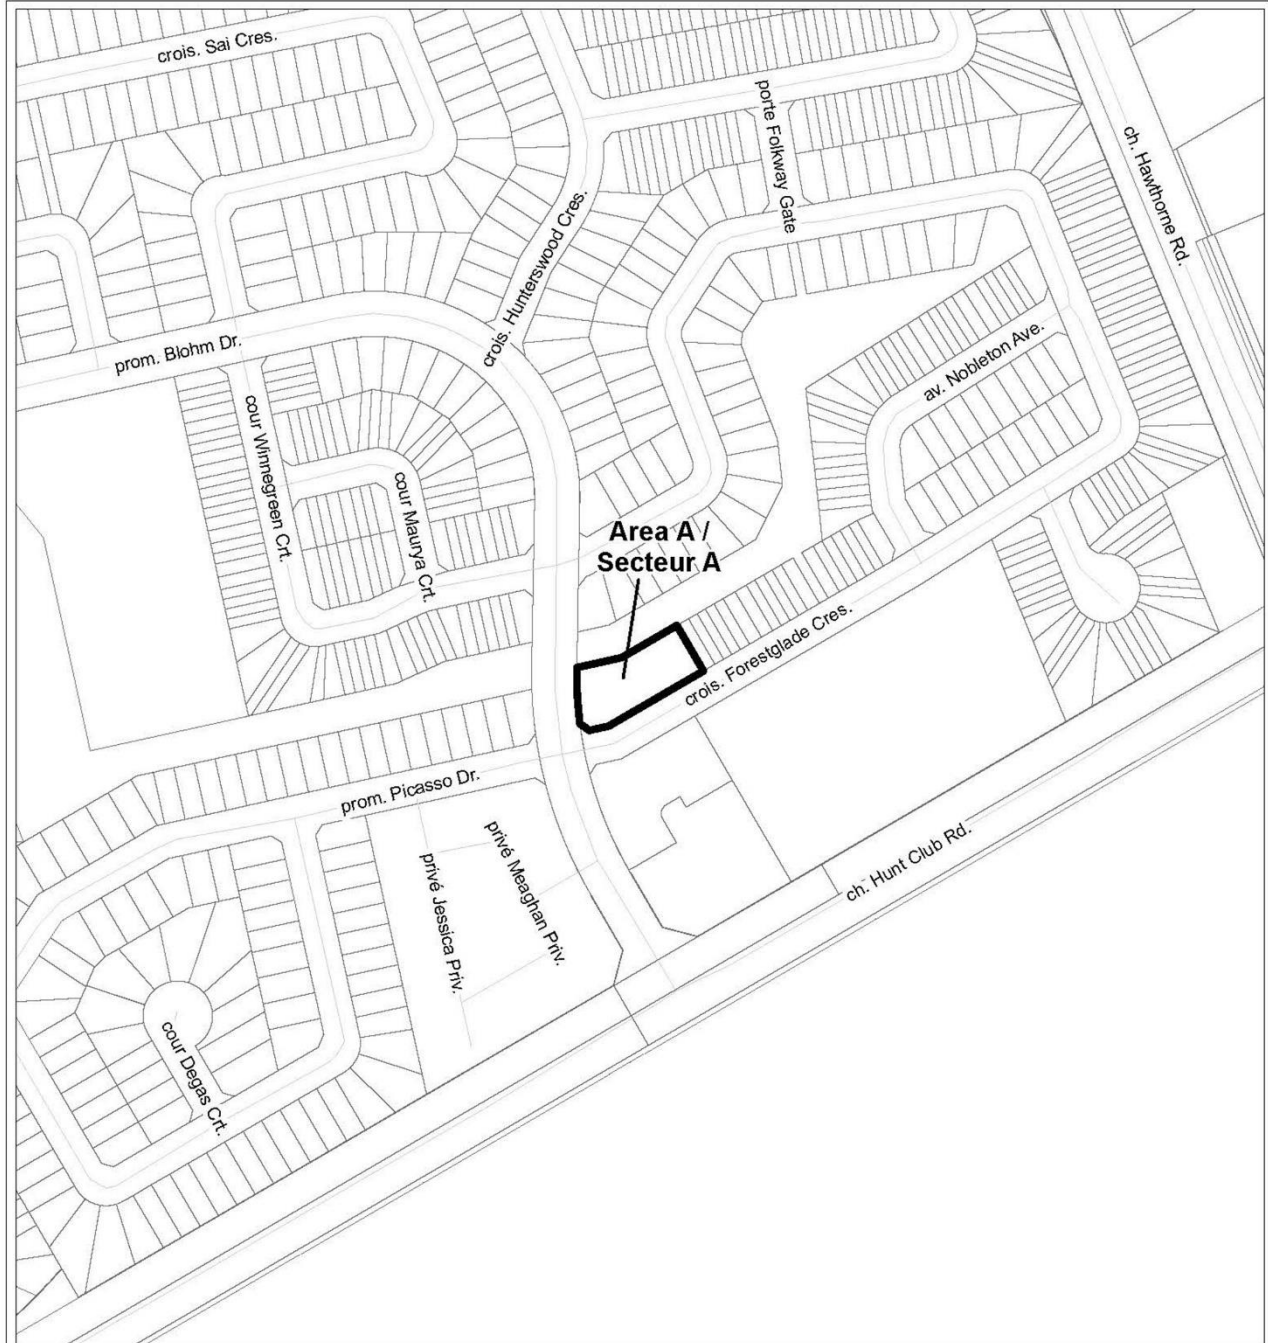 crois. Sai Cres.
porte Folkway Gate
ch. Hawthorne Rd.
crois. Hunterswood Cres.
prom. Blohm Dr.
av. Nobleton Ave.
cour Winnegreen Crt.
cour Maurya Crt.
Area A /
Secteur A
crois. Forestglade Cres.
prom. Picasso Dr.
privé Meaghan Priv.
privé Jessica Priv.
ch. Hunt Club Rd.
cour Degas Crt.